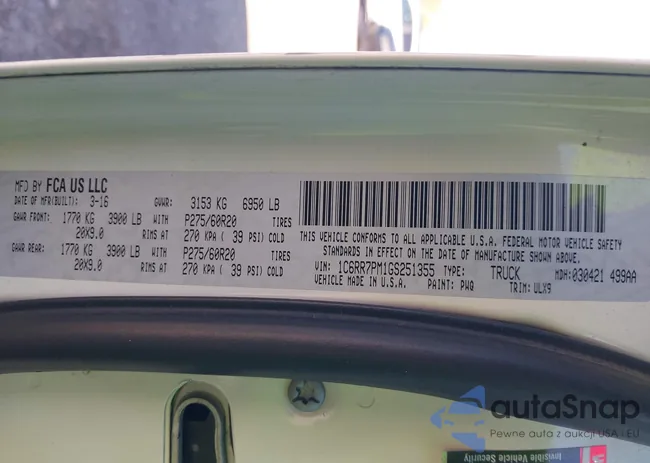 MFD BY FCA US LLC
DATE OF MFR(BUILT): 3-16 GVWR: 3153 KG 6950 LB
GAWR FRONT: 1770 KG 3900 LB WITH P275/60R20 TIRES
20X9.0 RIMS AT 270 KPA ( 39 PSI) COLD
GAWR REAR: 1770 KG 3900 LB WITH P275/60R20 TIRES
20X9.0 RIMS AT 270 KPA ( 39 PSI) COLD
THIS VEHICLE CONFORMS TO ALL APPLICABLE U.S.A. FEDERAL MOTOR VEHICLE SAFETY
STANDARDS IN EFFECT ON THE DATE OF MANUFACTURE SHOWN ABOVE.
VIN: 1C6RR7PM1GS251355 TYPE: TRUCK MDH: 030421 499AA
VEHICLE MADE IN U.S.A. PAINT: PWQ TRIM: ULX9
autaSnap
Pewne auta z aukcji USA - EU
Invisible Vehicle Security